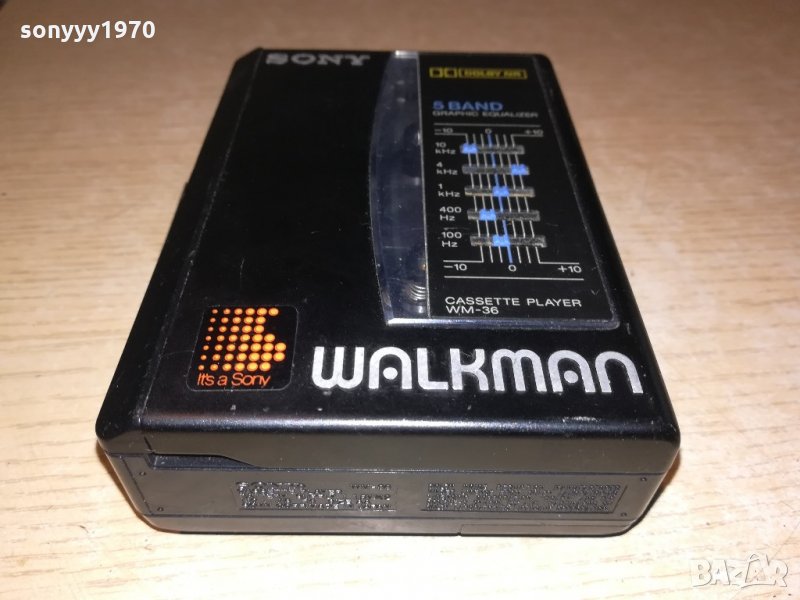 sonyyy1970
SONY
DOLBY NR
5 BAND
GRAPHIC EQUALIZER
−10 0 +10
10 kHz
4 kHz
1 kHz
400 Hz
100 Hz
−10 0 +10
CASSETTE PLAYER
WM-36
It's a Sony
WALKMAN
BAZAR